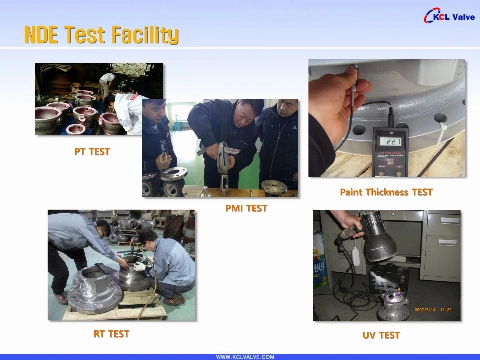 KCL Valve
NDE Test Facility
PT TEST
PMI TEST
Paint Thickness TEST
RT TEST
UV TEST
WWW.KCLVALVE.COM